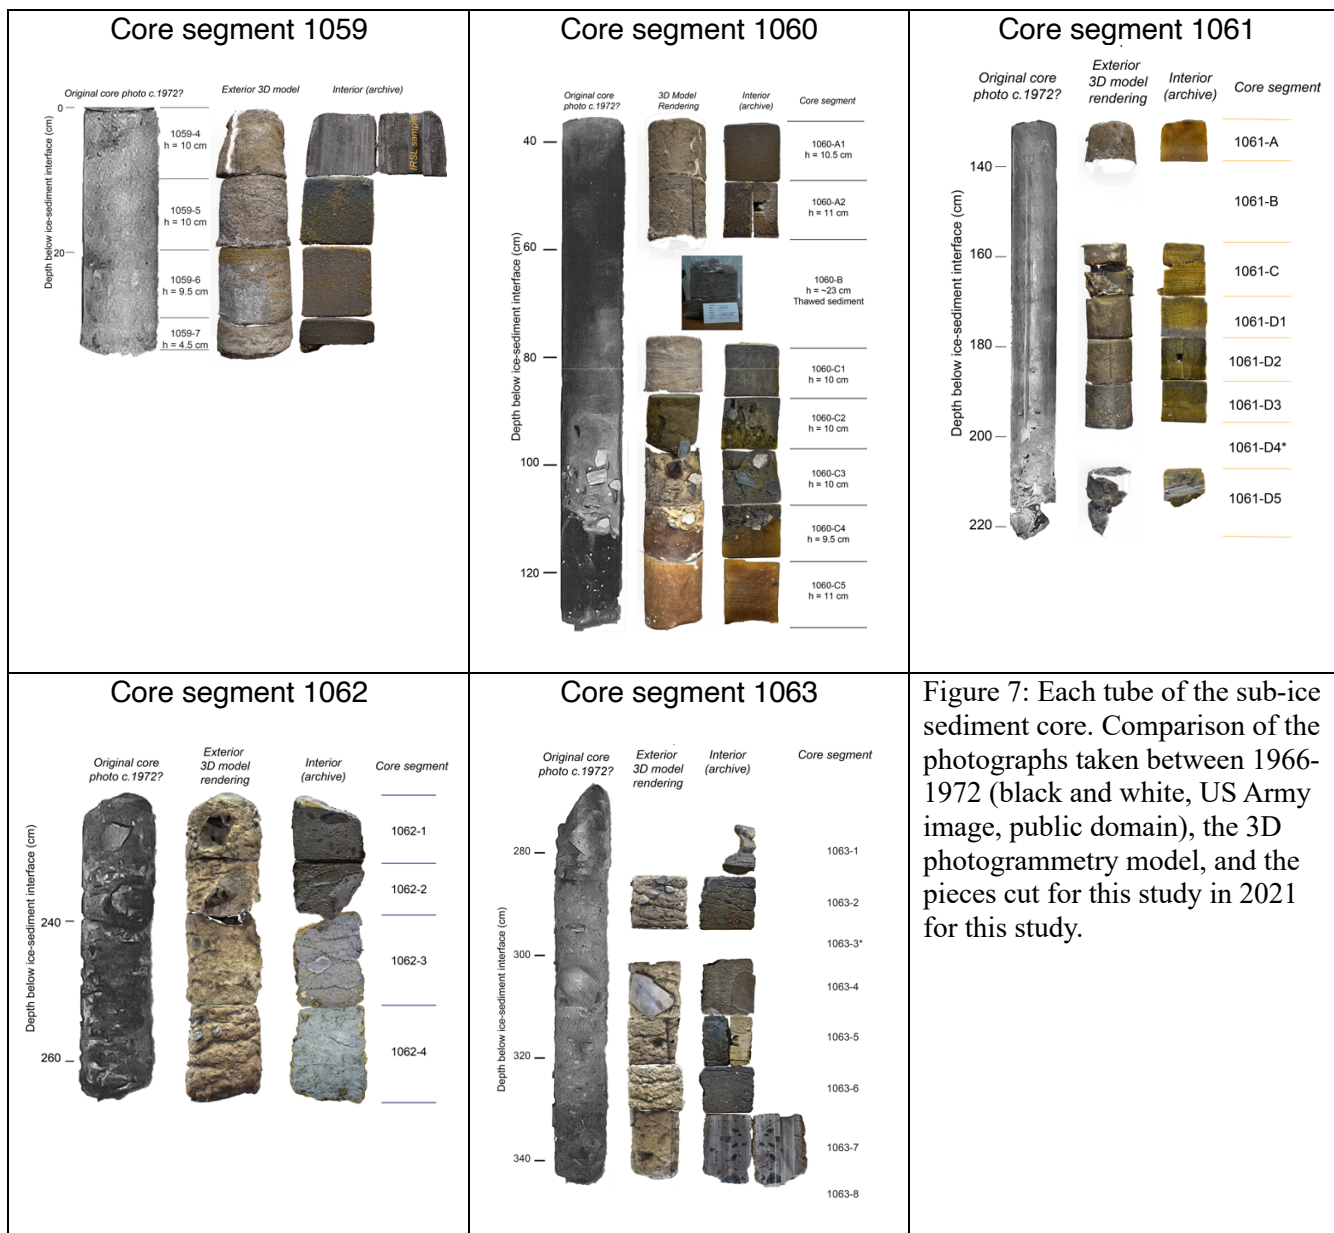 Core segment 1059
Original core photo c.1972?
Exterior 3D model
Interior (archive)
Depth below ice-sediment interface (cm)
0
20
1059-4
h = 10 cm
1059-5
h = 10 cm
1059-6
h = 9.5 cm
1059-7
h = 4.5 cm
IRSL sample
Core segment 1060
Original core
photo c.1972?
3D Model
Rendering
Interior
(archive)
Core segment
Depth below ice-sediment interface (cm)
40
60
80
100
120
1060-A1
h = 10.5 cm
1060-A2
h = 11 cm
1060-B
h = ~23 cm
Thawed sediment
1060-C1
h = 10 cm
1060-C2
h = 10 cm
1060-C3
h = 10 cm
1060-C4
h = 9.5 cm
1060-C5
h = 11 cm
Core segment 1061
Original core
photo c.1972?
Exterior
3D model
rendering
Interior
(archive)
Core segment
Depth below ice-sediment interface (cm)
140
160
180
200
220
1061-A
1061-B
1061-C
1061-D1
1061-D2
1061-D3
1061-D4*
1061-D5
Core segment 1062
Original core
photo c.1972?
Exterior
3D model
rendering
Interior
(archive)
Core segment
Depth below ice-sediment interface (cm)
240
260
1062-1
1062-2
1062-3
1062-4
Core segment 1063
Original core
photo c.1972?
Exterior
3D model
rendering
Interior
(archive)
Core segment
Depth below ice-sediment interface (cm)
280
300
320
340
1063-1
1063-2
1063-3*
1063-4
1063-5
1063-6
1063-7
1063-8
Figure 7: Each tube of the sub-ice
sediment core. Comparison of the
photographs taken between 1966-
1972 (black and white, US Army
image, public domain), the 3D
photogrammetry model, and the
pieces cut for this study in 2021
for this study.